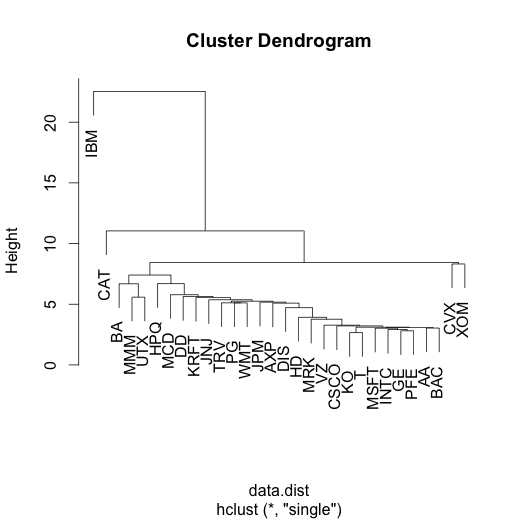 Cluster Dendrogram
Height
20
15
10
5
0
IBM
CAT
BA
MMM
UTX
HPQ
MCD
DD
KRFT
JNJ
TRV
PG
WMT
JPM
AXP
DIS
HD
MRK
VZ
CSCO
KO
T
MSFT
INTC
GE
PFE
AA
BAC
CVX
XOM
data.dist
hclust (*, "single")